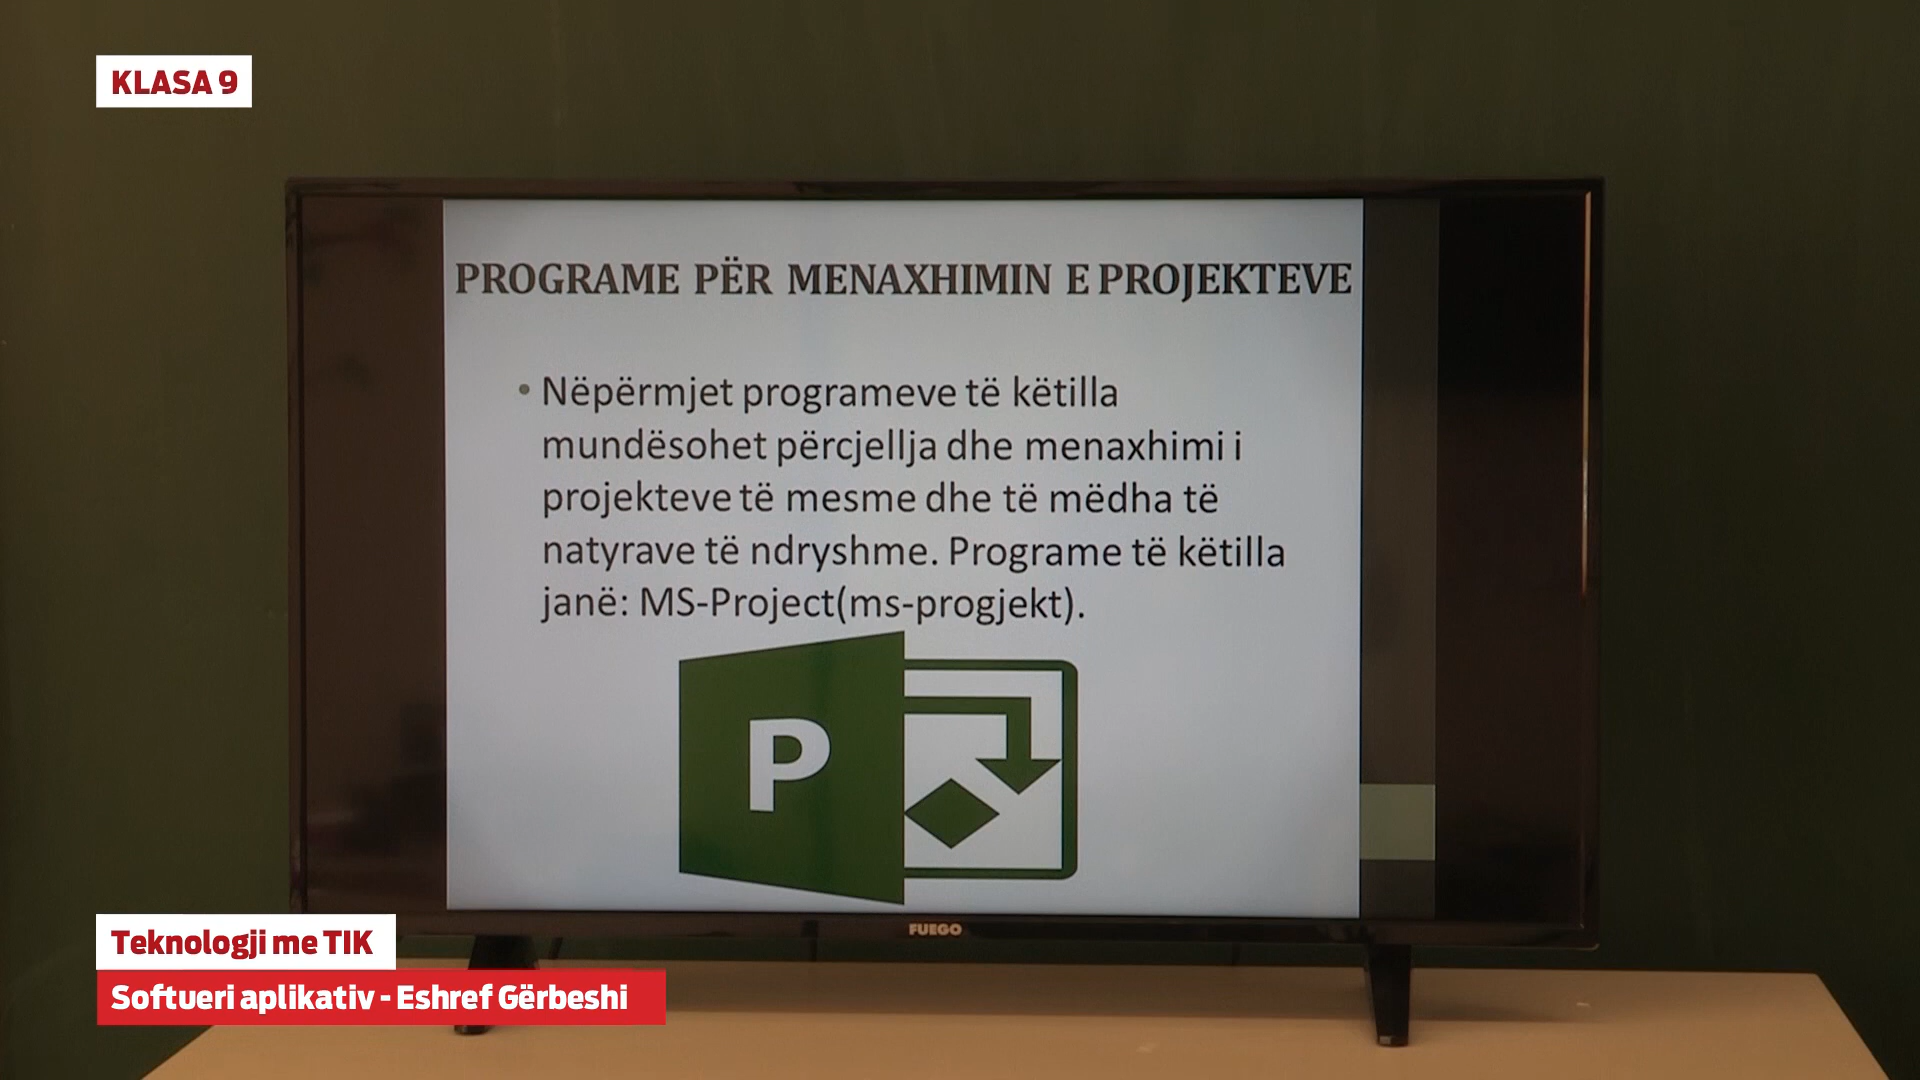 KLASA 9
PROGRAME PËR MENAXHIMIN E PROJEKTEVE
• Nëpërmjet programeve të këtilla
mundësohet përcjellja dhe menaxhimi i
projekteve të mesme dhe të mëdha të
natyrave të ndryshme. Programe të këtilla
janë: MS-Project(ms-progjekt).
P
FUEGO
Teknologji me TIK
Softueri aplikativ - Eshref Gërbeshi